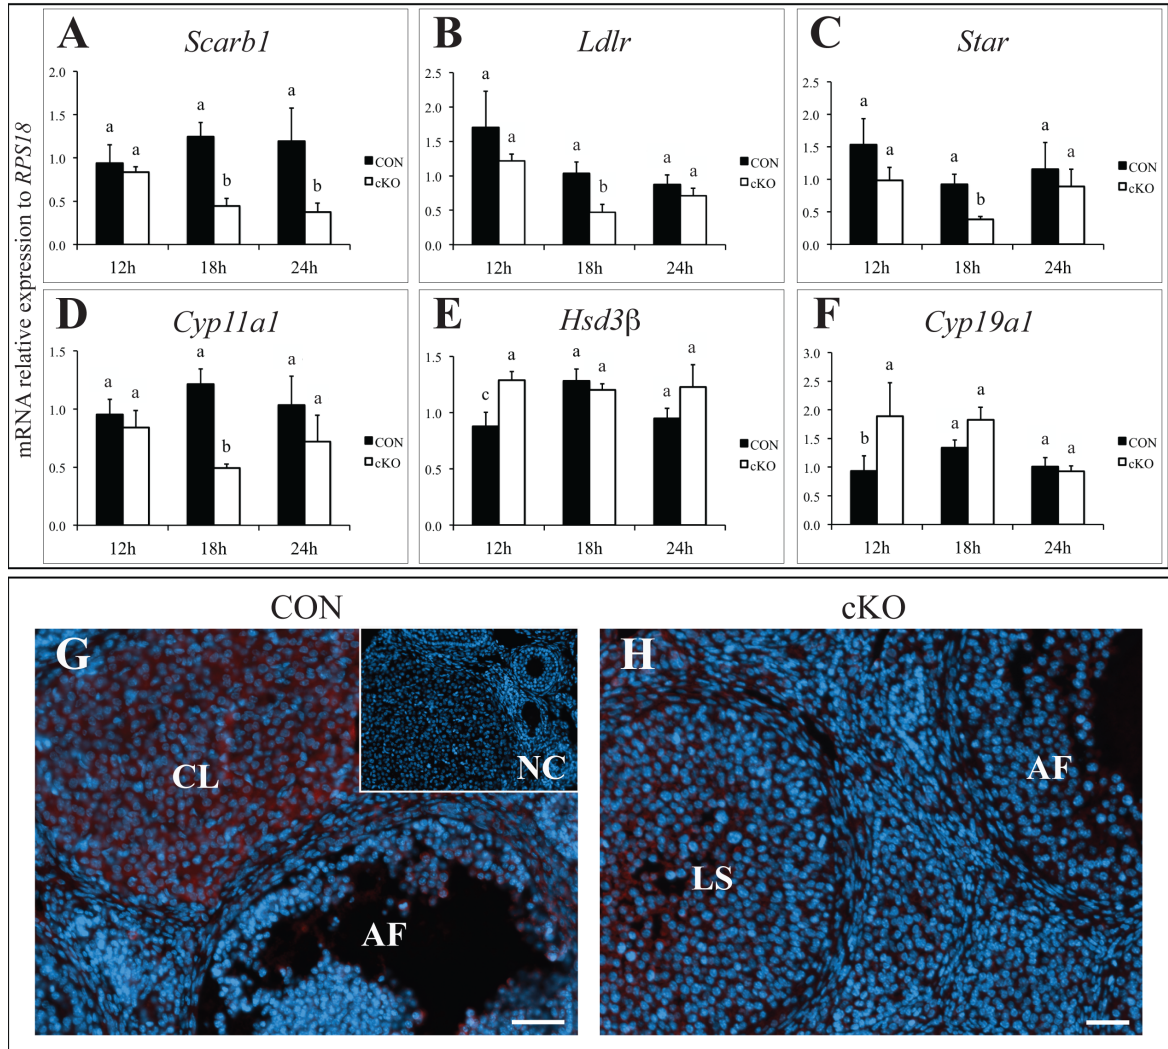 mRNA relative expression to RPS18
A Scarb1
2.0
1.5
1.0
0.5
0.0
a a a b a b
12h 18h 24h
CON
cKO
B Ldlr
2.5
2.0
1.5
1.0
0.5
0.0
a a a b a a
12h 18h 24h
CON
cKO
C Star
2.5
2.0
1.5
1.0
0.5
0.0
a a a b a a
12h 18h 24h
CON
cKO
D Cyp11a1
1.5
1.0
0.5
0.0
a a a b a a
12h 18h 24h
CON
cKO
E Hsd3β
1.5
1.0
0.5
0.0
c a a a a a
12h 18h 24h
CON
cKO
F Cyp19a1
3.0
2.5
2.0
1.5
1.0
0.5
0.0
b a a a a a
12h 18h 24h
CON
cKO
CON
G
CL
NC
AF
cKO
H
AF
LS